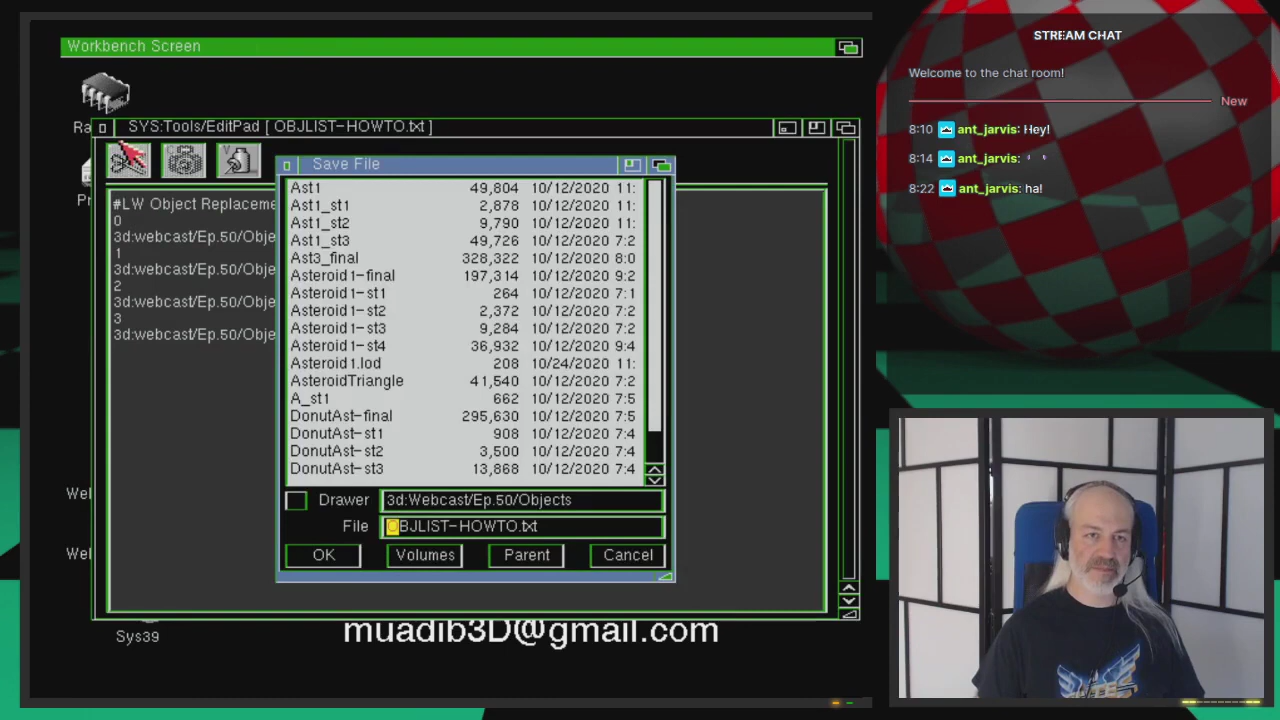 Workbench Screen
Ra
SYS:Tools/EditPad [ OBJLIST-HOWTO.txt ]
Pr
#LW Object Replaceme
0
3d:webcast/Ep.50/Obje
1
3d:webcast/Ep.50/Obje
2
3d:webcast/Ep.50/Obje
3
3d:webcast/Ep.50/Obje
Save File
Ast1 49,804 10/12/2020 11:
Ast1_st1 2,878 10/12/2020 11:
Ast1_st2 9,790 10/12/2020 11:
Ast1_st3 49,726 10/12/2020 7:2
Ast3_final 328,322 10/12/2020 8:0
Asteroid1-final 197,314 10/12/2020 9:2
Asteroid1-st1 264 10/12/2020 7:1
Asteroid1-st2 2,372 10/12/2020 7:2
Asteroid1-st3 9,284 10/12/2020 7:2
Asteroid1-st4 36,932 10/12/2020 9:4
Asteroid1.lod 208 10/24/2020 11:
AsteroidTriangle 41,540 10/12/2020 7:2
A_st1 662 10/12/2020 7:5
DonutAst-final 295,630 10/12/2020 7:5
DonutAst-st1 908 10/12/2020 7:4
DonutAst-st2 3,500 10/12/2020 7:4
DonutAst-st3 13,868 10/12/2020 7:4
Drawer 3d:Webcast/Ep.50/Objects
File OBJLIST-HOWTO.txt
OK Volumes Parent Cancel
Wel
Wel
Sys39
muadib3D@gmail.com
STREAM CHAT
Welcome to the chat room!
New
8:10 ant_jarvis: Hey!
8:14 ant_jarvis: ' '
8:22 ant_jarvis: ha!